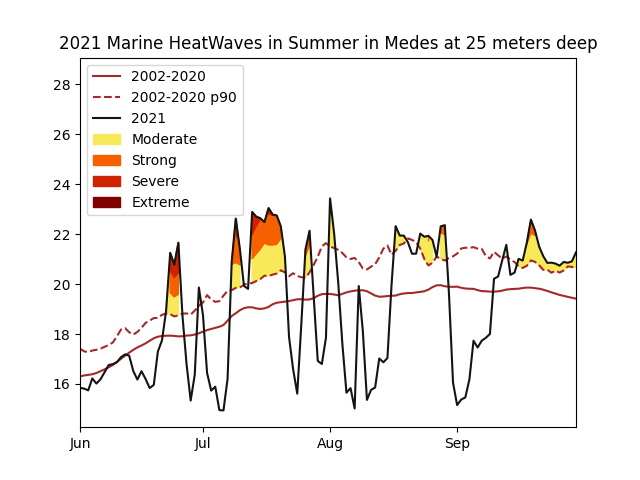 2021 Marine HeatWaves in Summer in Medes at 25 meters deep
2002-2020
2002-2020 p90
2021
Moderate
Strong
Severe
Extreme
28
26
24
22
20
18
16
Jun Jul Aug Sep